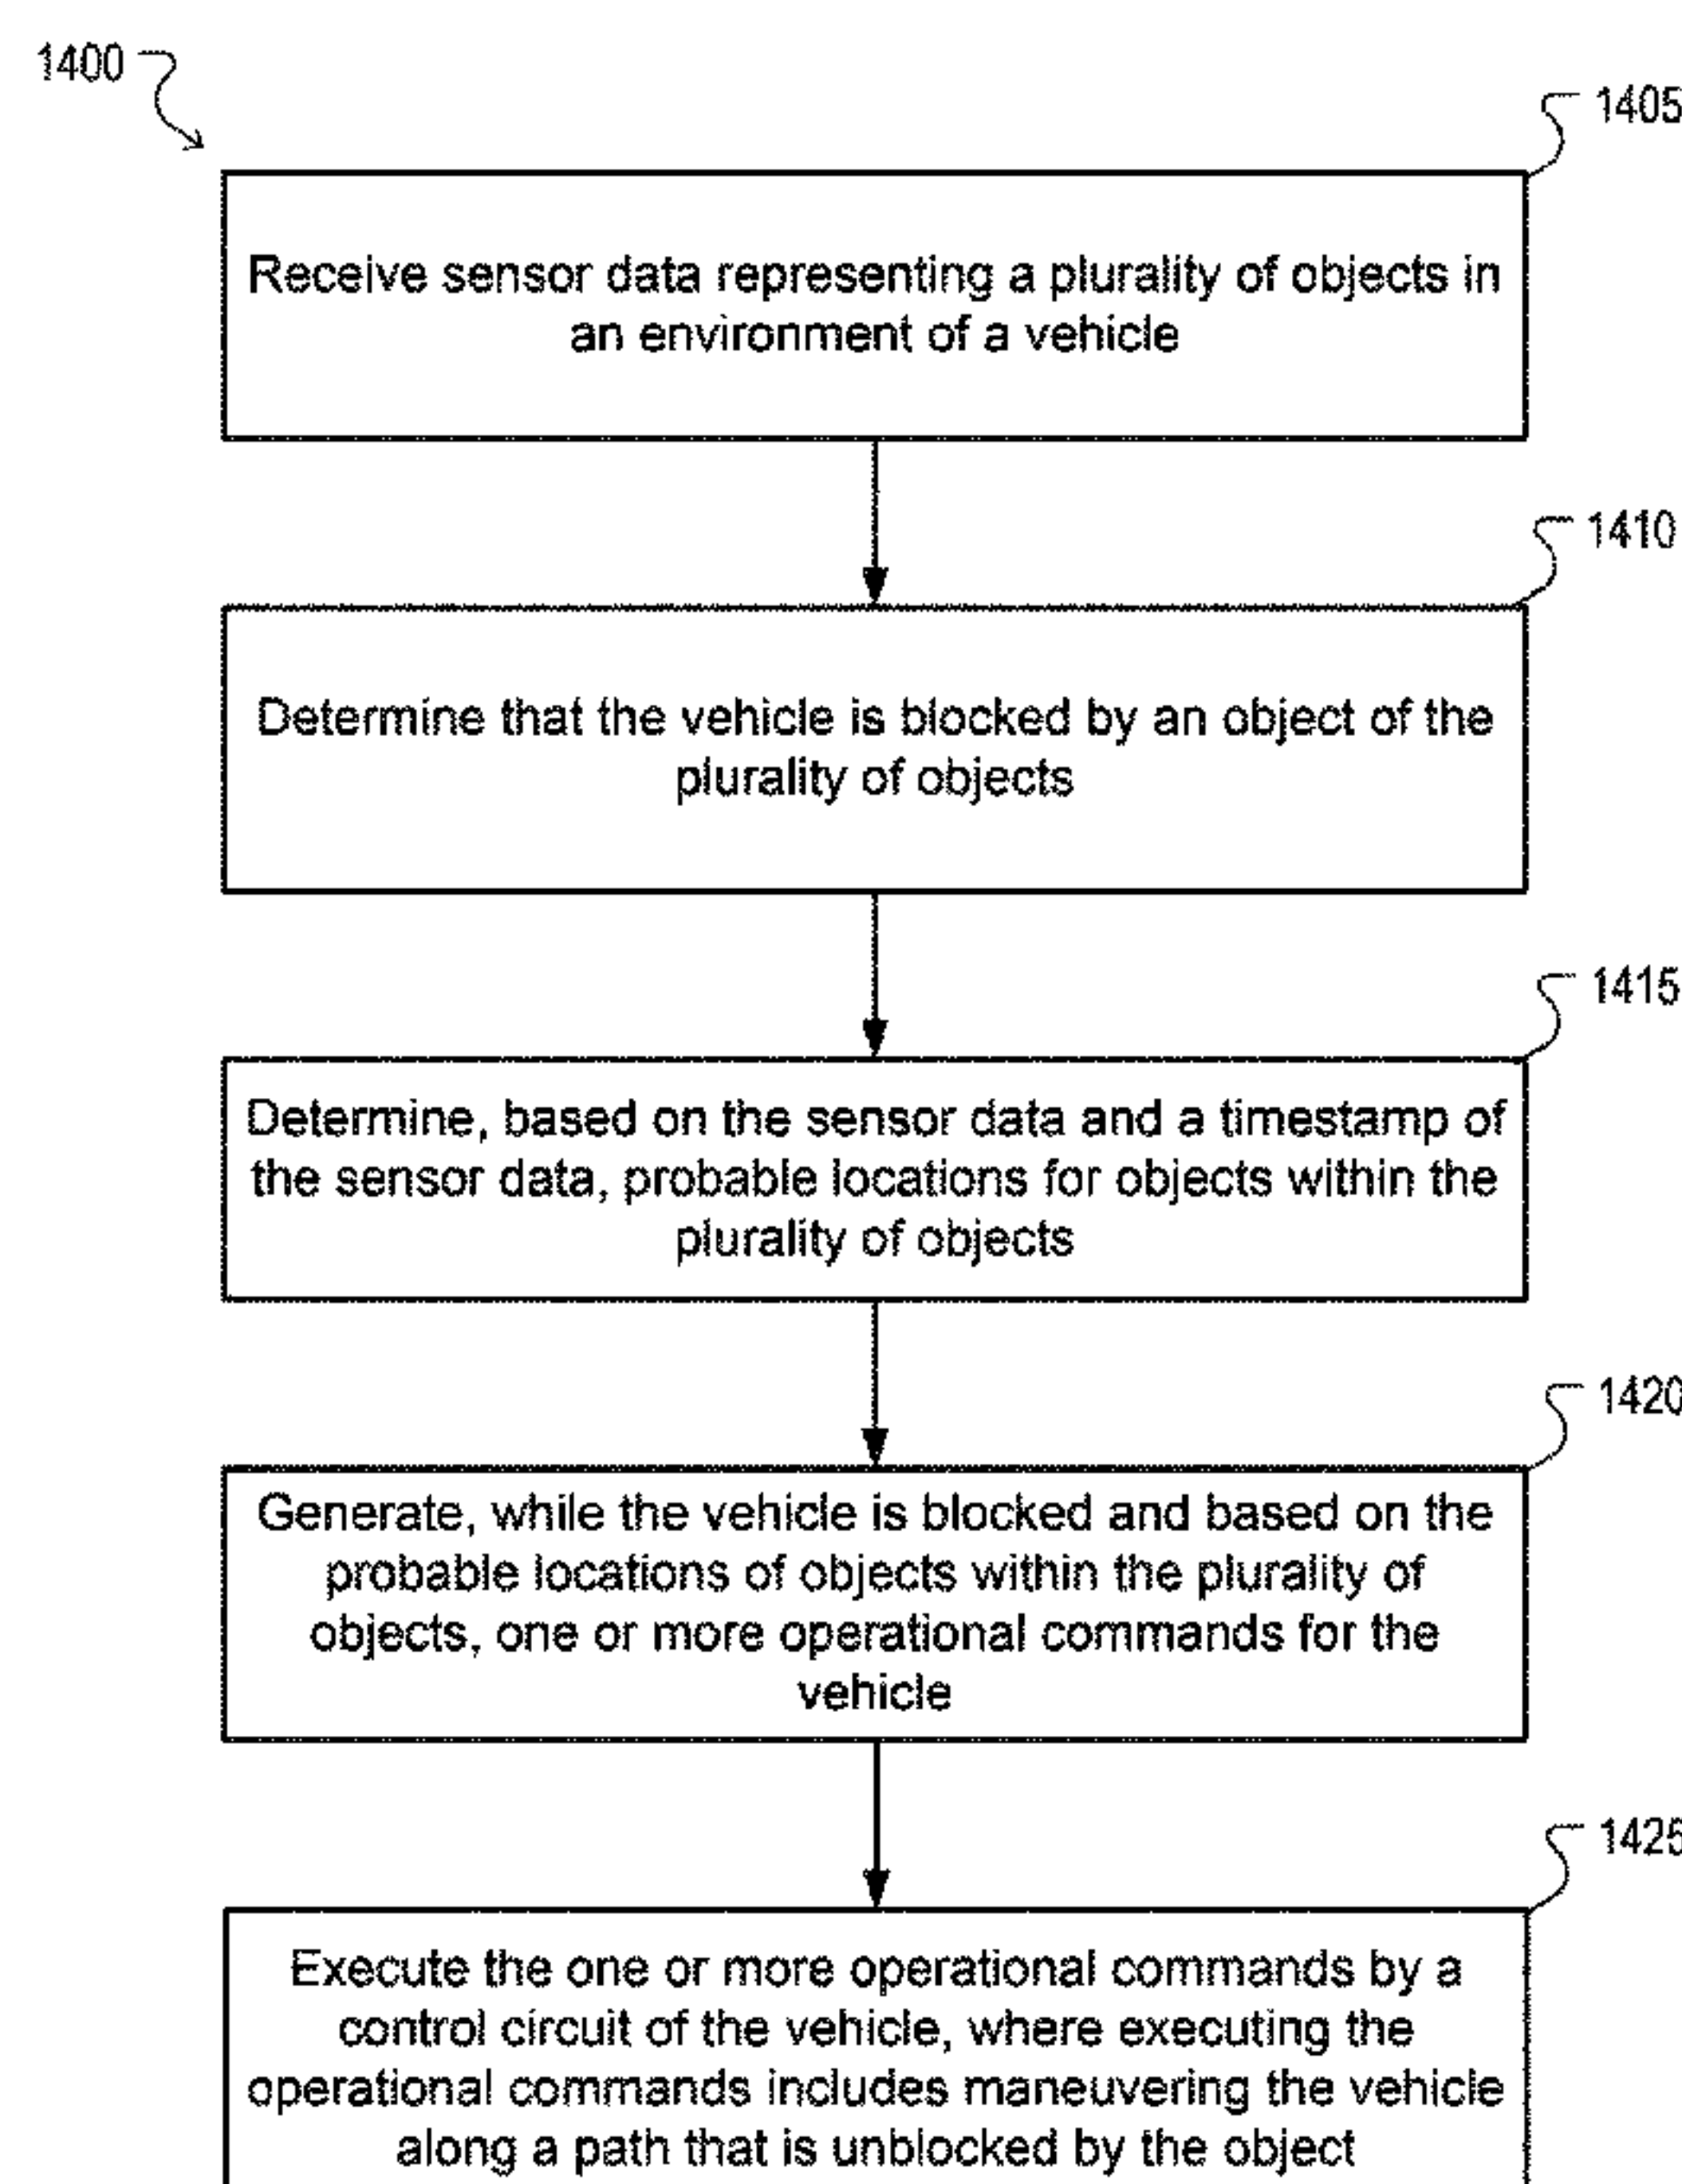 1400
1405
Receive sensor data representing a plurality of objects in
an environment of a vehicle
1410
Determine that the vehicle is blocked by an object of the
plurality of objects
1415
Determine, based on the sensor data and a timestamp of
the sensor data, probable locations for objects within the
plurality of objects
1420
Generate, while the vehicle is blocked and based on the
probable locations of objects within the plurality of
objects, one or more operational commands for the
vehicle
1425
Execute the one or more operational commands by a
control circuit of the vehicle, where executing the
operational commands includes maneuvering the vehicle
along a path that is unblocked by the object